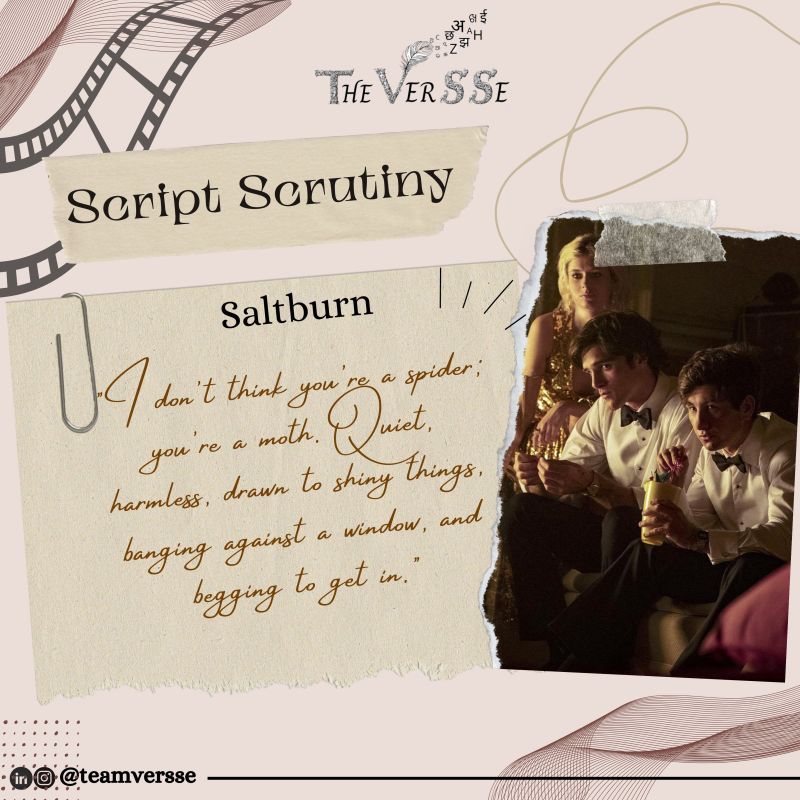 THE VERSSE
Script Scrutiny
Saltburn
"I don't think you're a spider;
you're a moth. Quiet,
harmless, drawn to shiny things,
banging against a window, and
begging to get in."
@teamversse